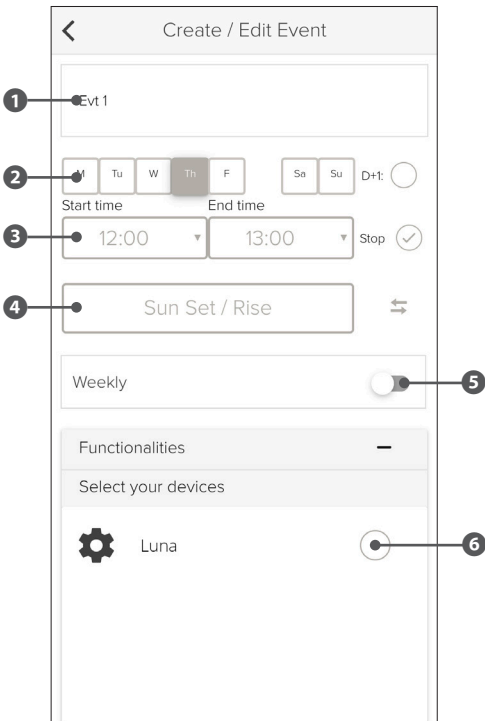 Create / Edit Event
1 Evt 1
2 M Tu W Th F Sa Su D+1:
Start time End time
3 12:00 13:00 Stop
4 Sun Set / Rise
Weekly 5
Functionalities
Select your devices
Luna 6